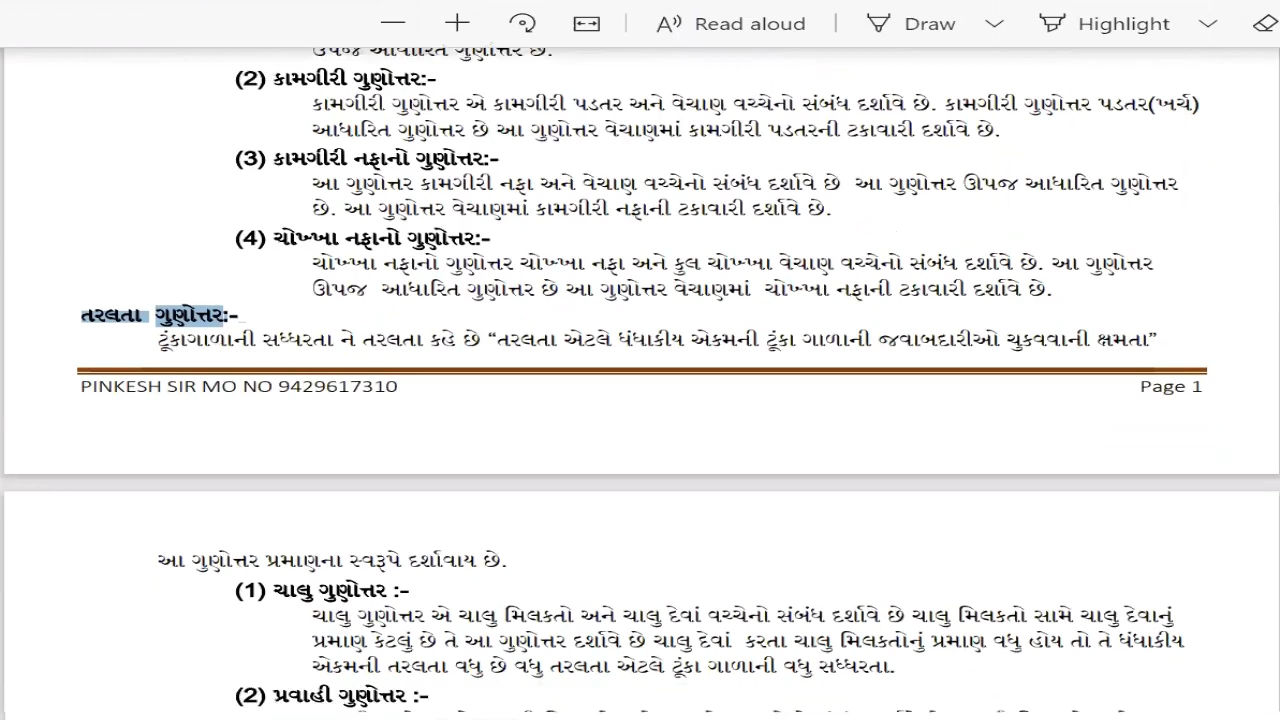 Read aloud
Draw
Highlight
ઉપજ આધારિત ગુણોત્તર છે.
(2) કામગીરી ગુણોત્તર:-
કામગીરી ગુણોત્તર એ કામગીરી પડતર અને વેચાણ વચ્ચેનો સંબંધ દર્શાવે છે. કામગીરી ગુણોત્તર પડતર(ખર્ચ)
આધારિત ગુણોત્તર છે આ ગુણોત્તર વેચાણમાં કામગીરી પડતરની ટકાવારી દર્શાવે છે.
(3) કામગીરી નફાનો ગુણોત્તર:-
આ ગુણોત્તર કામગીરી નફા અને વેચાણ વચ્ચેનો સંબંધ દર્શાવે છે આ ગુણોત્તર ઊપજ આધારિત ગુણોત્તર
છે. આ ગુણોત્તર વેચાણમાં કામગીરી નફાની ટકાવારી દર્શાવે છે.
(4) ચોખ્ખા નફાનો ગુણોત્તર:-
ચોખ્ખા નફાનો ગુણોત્તર ચોખ્ખા નફા અને કુલ ચોખ્ખા વેચાણ વચ્ચેનો સંબંધ દર્શાવે છે. આ ગુણોત્તર
ઊપજ આધારિત ગુણોત્તર છે આ ગુણોત્તર વેચાણમાં ચોખ્ખા નફાની ટકાવારી દર્શાવે છે.
તરલતા ગુણોત્તર:-
ટૂંકાગાળાની સધ્ધરતા ને તરલતા કહે છે “તરલતા એટલે ધંધાકીય એકમની ટૂંકા ગાળાની જવાબદારીઓ ચુકવવાની ક્ષમતા”
PINKESH SIR MO NO 9429617310
Page 1
આ ગુણોત્તર પ્રમાણના સ્વરૂપે દર્શાવાય છે.
(1) ચાલુ ગુણોત્તર :-
ચાલુ ગુણોત્તર એ ચાલુ મિલકતો અને ચાલુ દેવાં વચ્ચેનો સંબંધ દર્શાવે છે ચાલુ મિલકતો સામે ચાલુ દેવાનું
પ્રમાણ કેટલું છે તે આ ગુણોત્તર દર્શાવે છે ચાલુ દેવાં કરતા ચાલુ મિલકતોનું પ્રમાણ વધુ હોય તો તે ધંધાકીય
એકમની તરલતા વધુ છે વધુ તરલતા એટલે ટૂંકા ગાળાની વધુ સધ્ધરતા.
(2) પ્રવાહી ગુણોત્તર :-